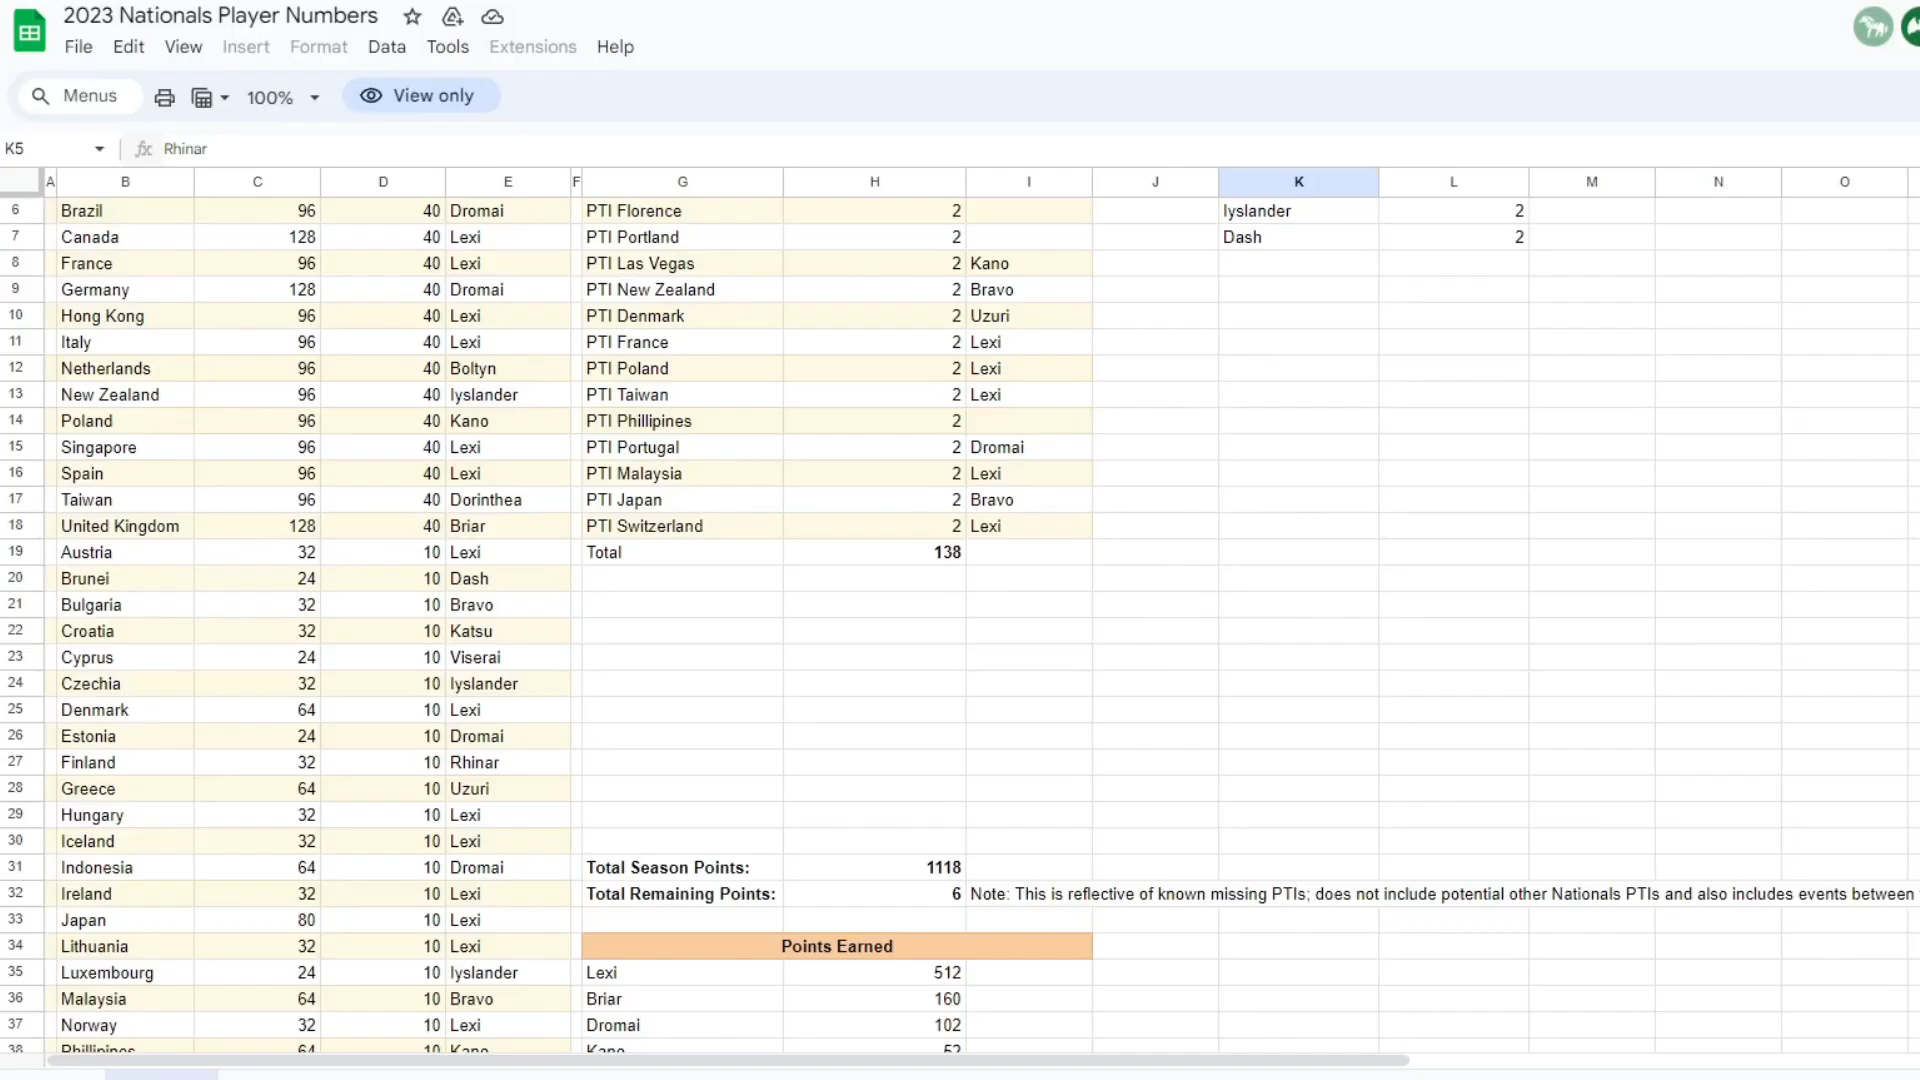 2023 Nationals Player Numbers
File Edit View Insert Format Data Tools Extensions Help
Menus 100% View only
K5 fx Rhinar
A B C D E F G H I J K L M N O
6 Brazil 96 40 Dromai PTI Florence 2 Iyslander 2
7 Canada 128 40 Lexi PTI Portland 2 Dash 2
8 France 96 40 Lexi PTI Las Vegas 2 Kano
9 Germany 128 40 Dromai PTI New Zealand 2 Bravo
10 Hong Kong 96 40 Lexi PTI Denmark 2 Uzuri
11 Italy 96 40 Lexi PTI France 2 Lexi
12 Netherlands 96 40 Boltyn PTI Poland 2 Lexi
13 New Zealand 96 40 Iyslander PTI Taiwan 2 Lexi
14 Poland 96 40 Kano PTI Phillipines 2
15 Singapore 96 40 Lexi PTI Portugal 2 Dromai
16 Spain 96 40 Lexi PTI Malaysia 2 Lexi
17 Taiwan 96 40 Dorinthea PTI Japan 2 Bravo
18 United Kingdom 128 40 Briar PTI Switzerland 2 Lexi
19 Austria 32 10 Lexi Total 138
20 Brunei 24 10 Dash
21 Bulgaria 32 10 Bravo
22 Croatia 32 10 Katsu
23 Cyprus 24 10 Viserai
24 Czechia 32 10 Iyslander
25 Denmark 64 10 Lexi
26 Estonia 24 10 Dromai
27 Finland 32 10 Rhinar
28 Greece 64 10 Uzuri
29 Hungary 32 10 Lexi
30 Iceland 32 10 Lexi
31 Indonesia 64 10 Dromai Total Season Points: 1118
32 Ireland 32 10 Lexi Total Remaining Points: 6 Note: This is reflective of known missing PTIs; does not include potential other Nationals PTIs and also includes events between
33 Japan 80 10 Lexi
34 Lithuania 32 10 Lexi Points Earned
35 Luxembourg 24 10 Iyslander Lexi 512
36 Malaysia 64 10 Bravo Briar 160
37 Norway 32 10 Lexi Dromai 102
38 Phillipines 64 10 Kano Kano 52